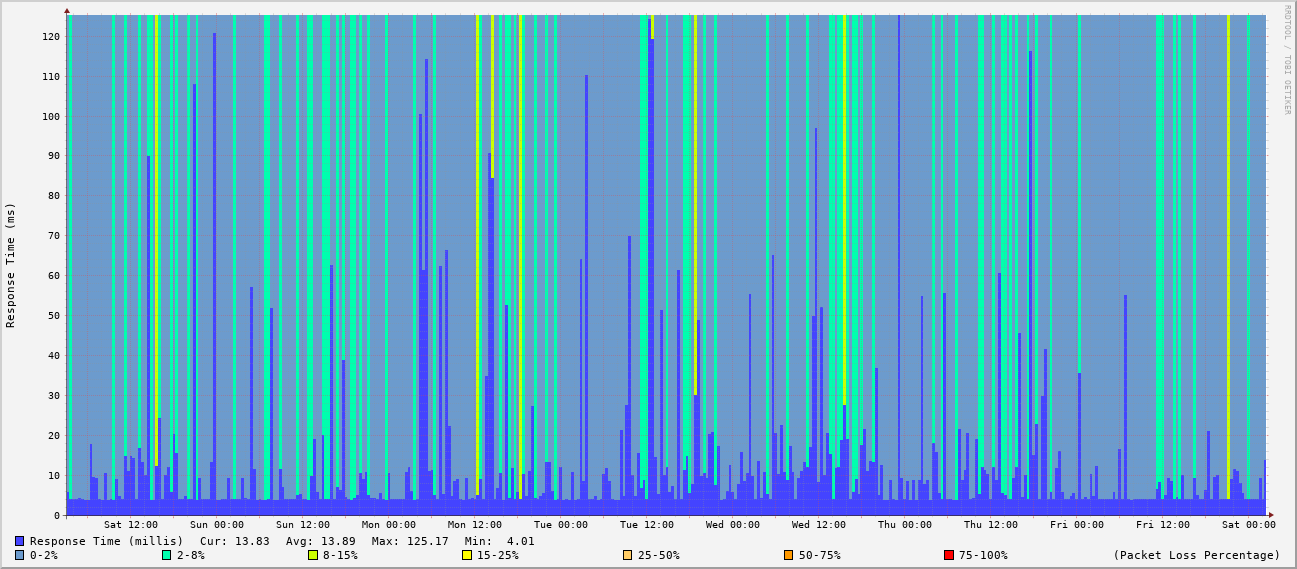 RRDTOOL / TOBI OETIKER
Response Time (ms)
120
110
100
90
80
70
60
50
40
30
20
10
0
Sat 12:00 Sun 00:00 Sun 12:00 Mon 00:00 Mon 12:00 Tue 00:00 Tue 12:00 Wed 00:00 Wed 12:00 Thu 00:00 Thu 12:00 Fri 00:00 Fri 12:00 Sat 00:00
Response Time (millis) Cur: 13.83 Avg: 13.89 Max: 125.17 Min: 4.01
0-2% 2-8% 8-15% 15-25% 25-50% 50-75% 75-100% (Packet Loss Percentage)